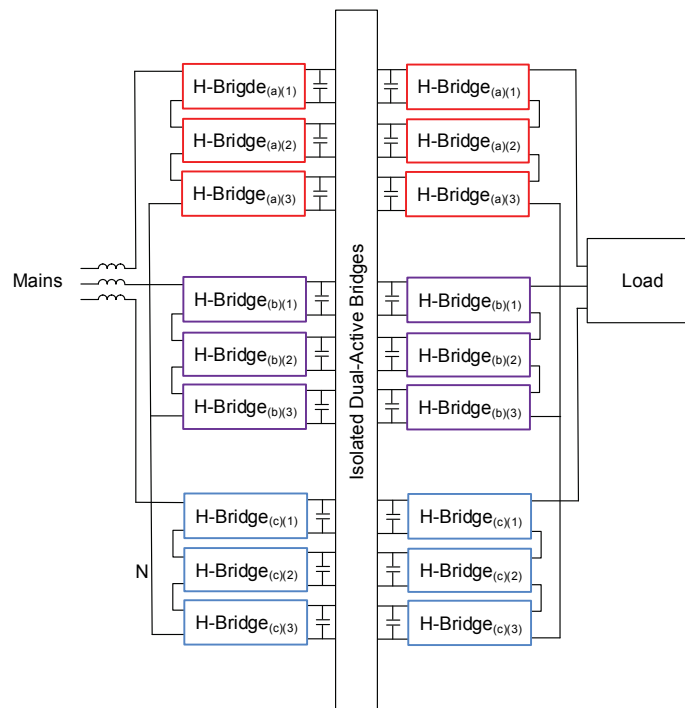 H-Brigde(a)(1)
H-Bridge(a)(1)
H-Bridge(a)(2)
H-Bridge(a)(2)
H-Bridge(a)(3)
H-Bridge(a)(3)
Mains
Isolated Dual-Active Bridges
Load
H-Bridge(b)(1)
H-Bridge(b)(1)
H-Bridge(b)(2)
H-Bridge(b)(2)
H-Bridge(b)(3)
H-Bridge(b)(3)
H-Bridge(c)(1)
H-Bridge(c)(1)
N
H-Bridge(c)(2)
H-Bridge(c)(2)
H-Bridge(c)(3)
H-Bridge(c)(3)